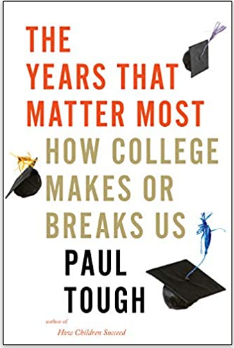 THE
YEARS THAT
MATTER MOST
HOW COLLEGE
MAKES OR
BREAKS US
PAUL
TOUGH
author of
How Children Succeed